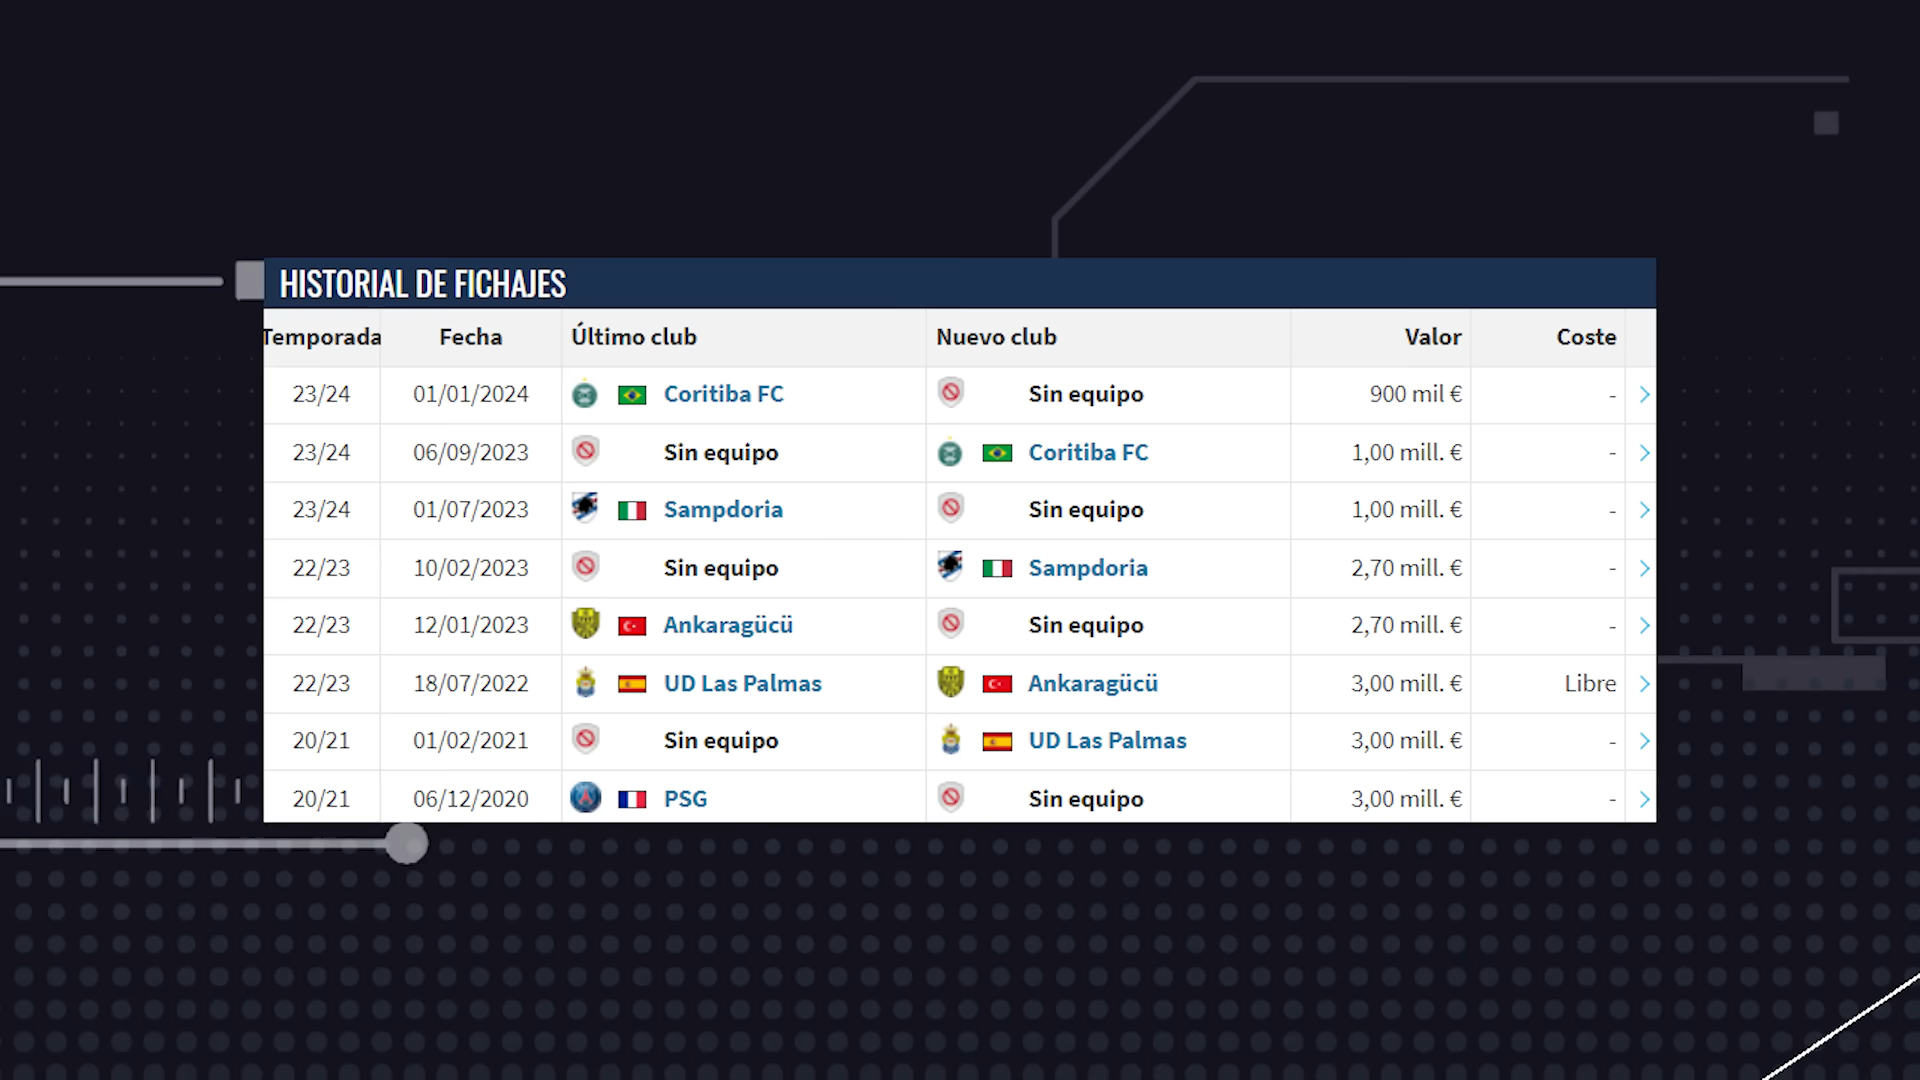 HISTORIAL DE FICHAJES
Temporada Fecha Último club Nuevo club Valor Coste
23/24 01/01/2024 Coritiba FC Sin equipo 900 mil € -
23/24 06/09/2023 Sin equipo Coritiba FC 1,00 mill. € -
23/24 01/07/2023 Sampdoria Sin equipo 1,00 mill. € -
22/23 10/02/2023 Sin equipo Sampdoria 2,70 mill. € -
22/23 12/01/2023 Ankaragücü Sin equipo 2,70 mill. € -
22/23 18/07/2022 UD Las Palmas Ankaragücü 3,00 mill. € Libre
20/21 01/02/2021 Sin equipo UD Las Palmas 3,00 mill. € -
20/21 06/12/2020 PSG Sin equipo 3,00 mill. € -